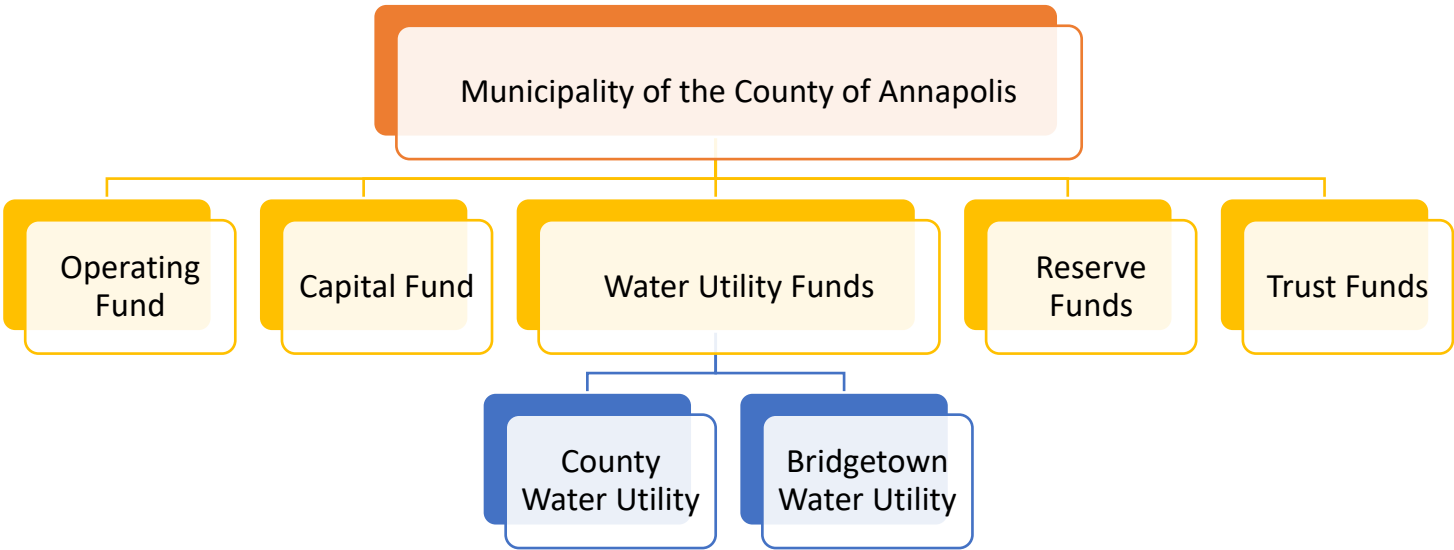 Municipality of the County of Annapolis
Operating
Fund
Capital Fund
Water Utility Funds
Reserve
Funds
Trust Funds
County
Water Utility
Bridgetown
Water Utility